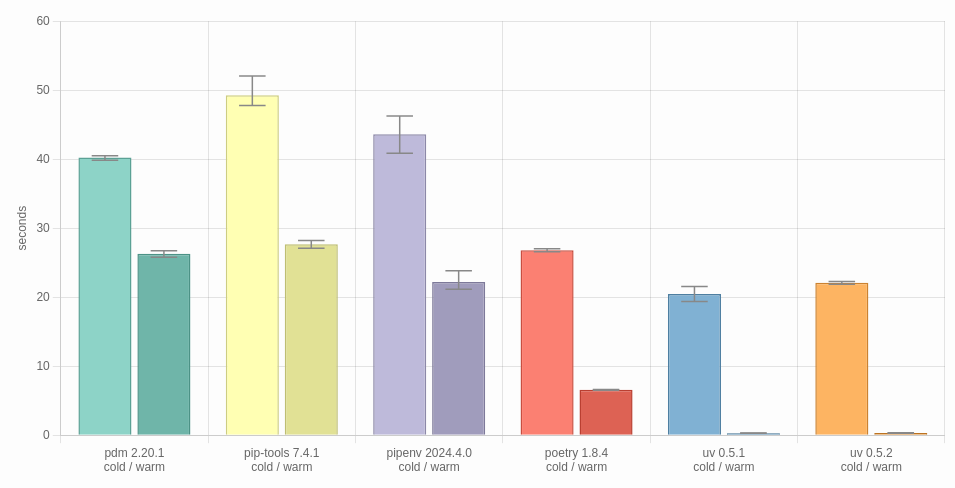 60
50
40
30
20
10
0
seconds
pdm 2.20.1
cold / warm
pip-tools 7.4.1
cold / warm
pipenv 2024.4.0
cold / warm
poetry 1.8.4
cold / warm
uv 0.5.1
cold / warm
uv 0.5.2
cold / warm